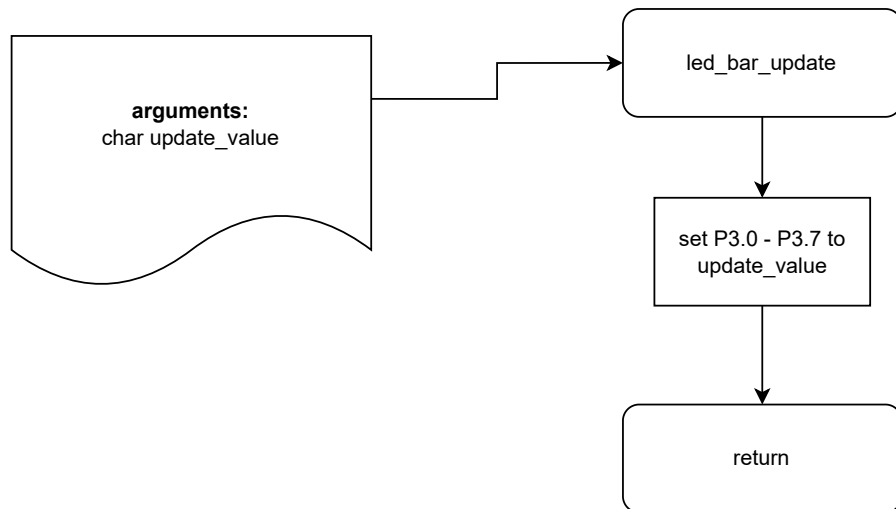 arguments:
char update_value
led_bar_update
set P3.0 - P3.7 to
update_value
return